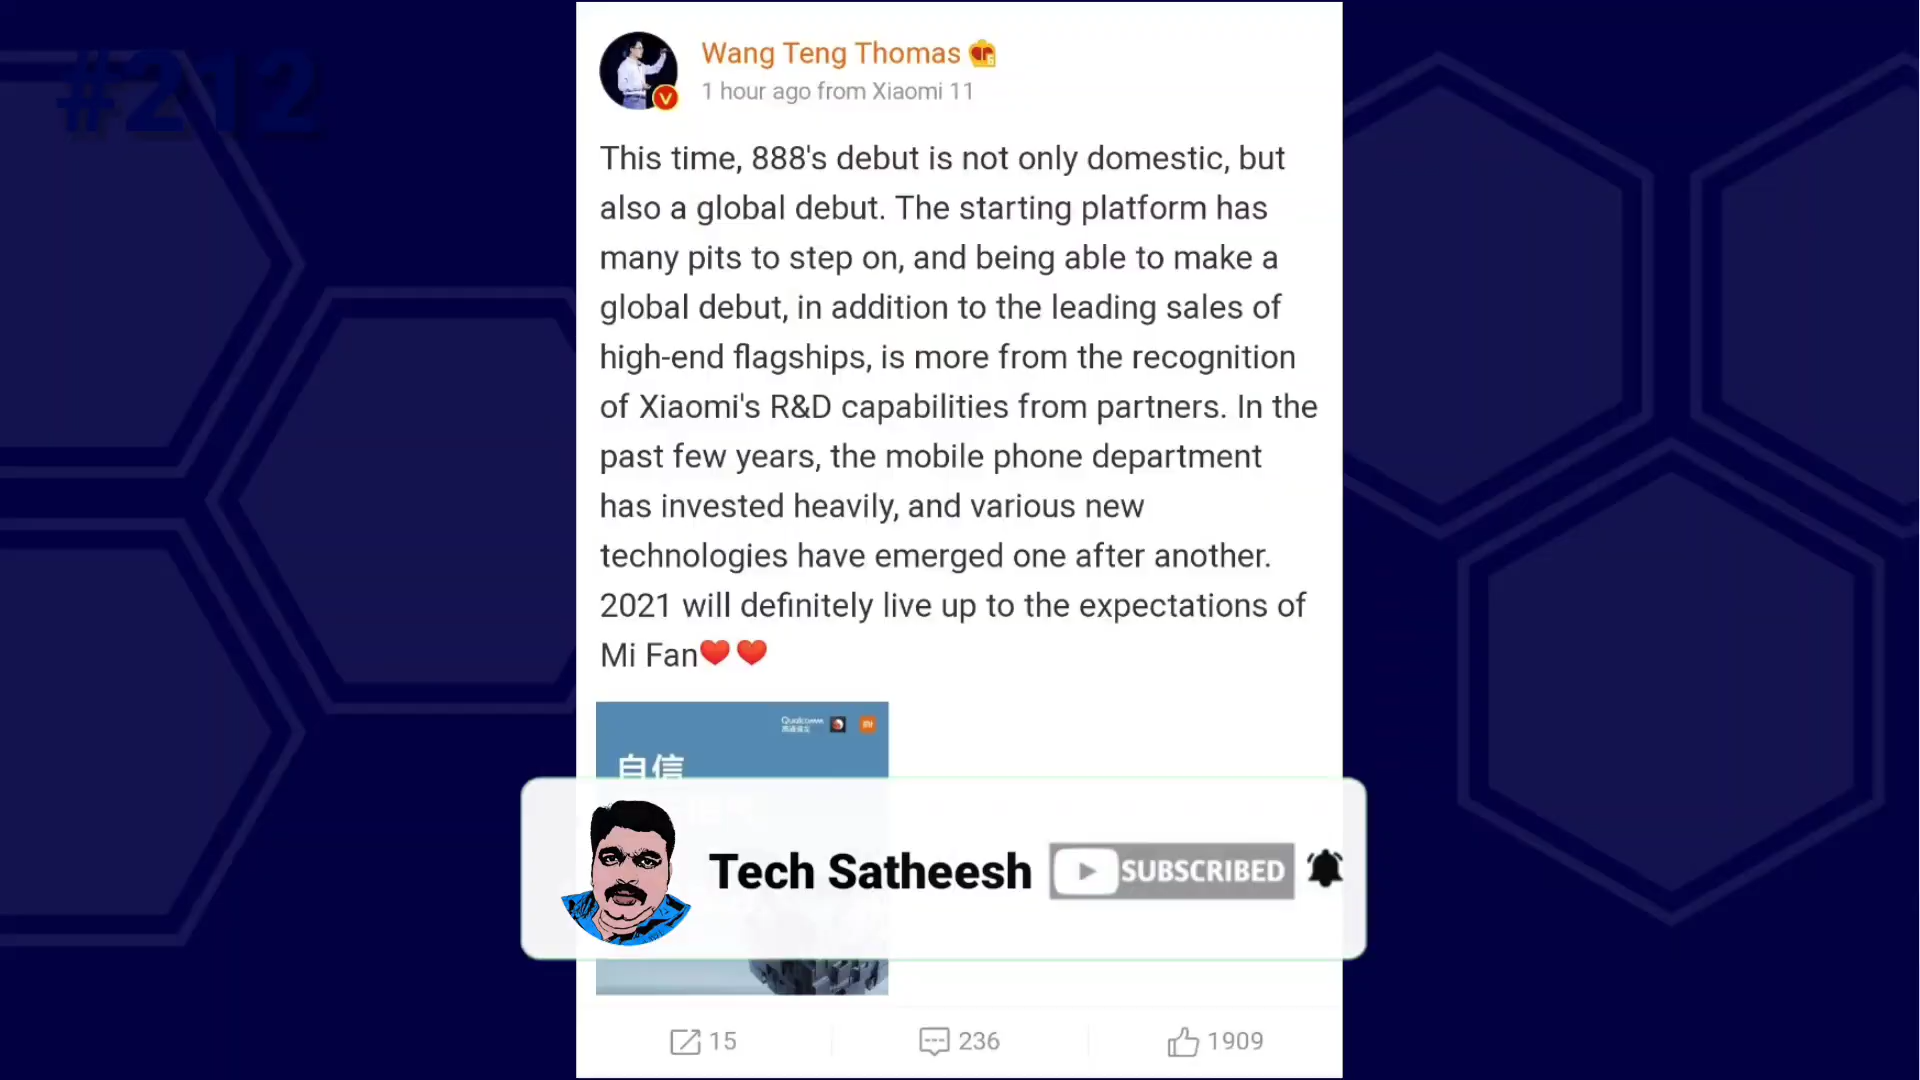 #212
Wang Teng Thomas
1 hour ago from Xiaomi 11
This time, 888's debut is not only domestic, but
also a global debut. The starting platform has
many pits to step on, and being able to make a
global debut, in addition to the leading sales of
high-end flagships, is more from the recognition
of Xiaomi's R&D capabilities from partners. In the
past few years, the mobile phone department
has invested heavily, and various new
technologies have emerged one after another.
2021 will definitely live up to the expectations of
Mi Fan❤️❤️
Qualcomm
自信
Tech Satheesh
SUBSCRIBED
15
236
1909